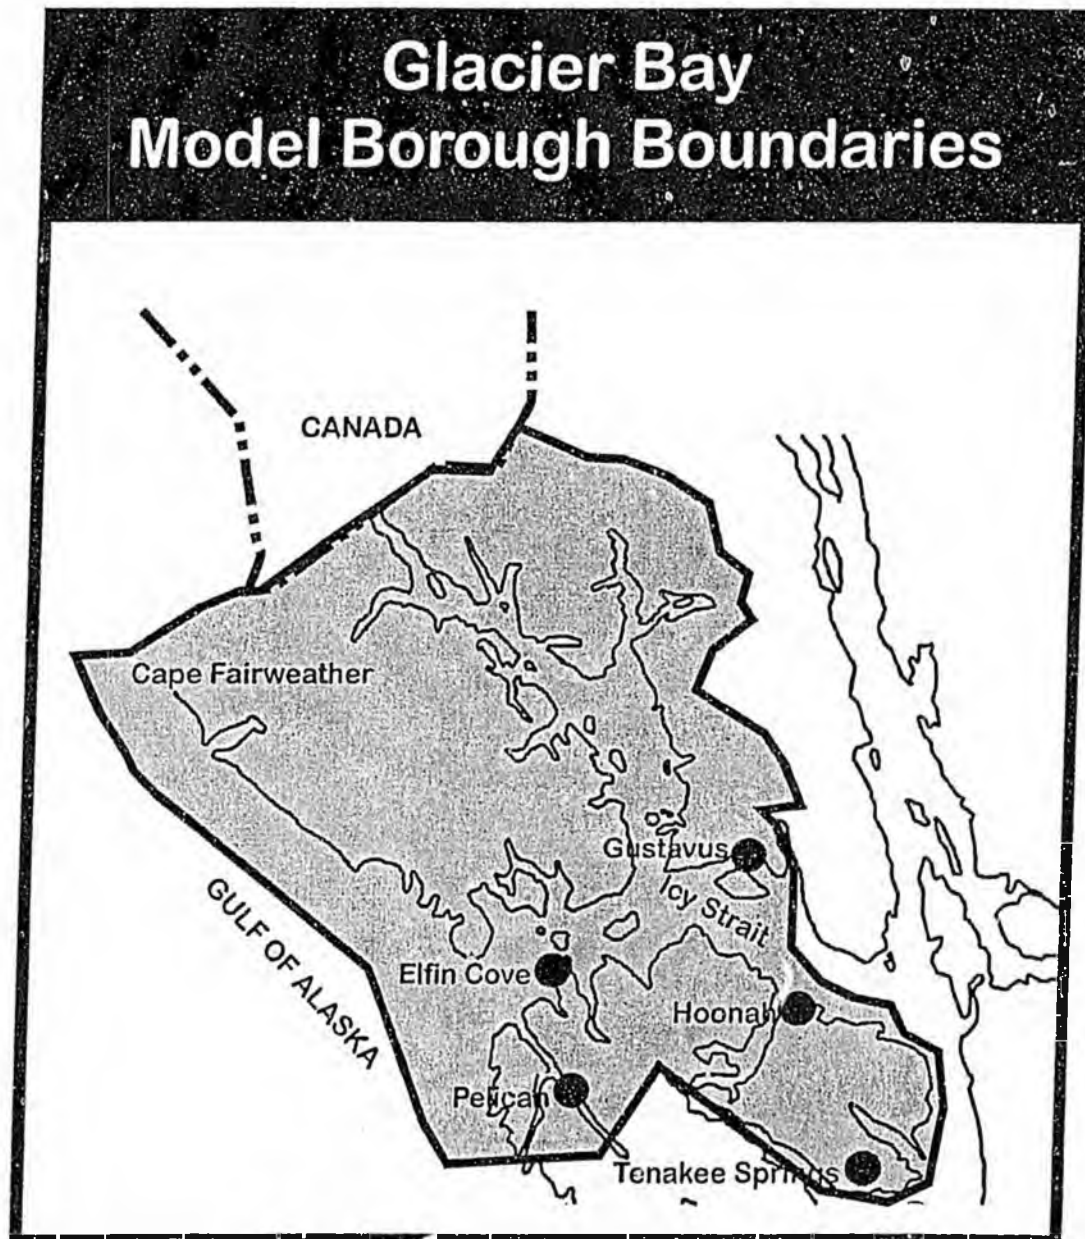 Glacier Bay
Model Borough Boundaries
CANADA
Cape Fairweather
Gustavus
Icy Strait
GULF OF ALASKA
Elfin Cove
Hoonah
Pelican
Tenakee Springs